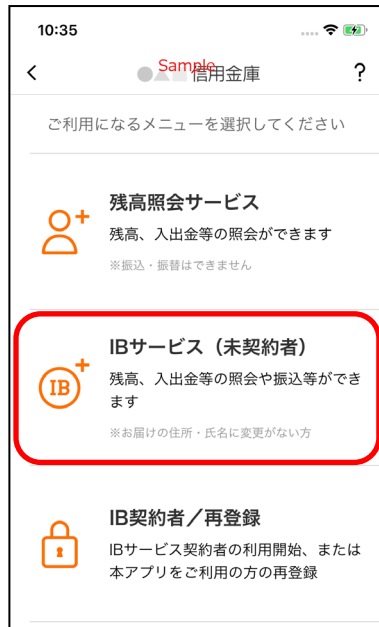 10:35
Sample
●▲■信用金庫
?
ご利用になるメニューを選択してください
残高照会サービス
残高、入出金等の照会ができます
※振込・振替はできません
IB
IBサービス（未契約者）
残高、入出金等の照会や振込等ができ
ます
※お届けの住所・氏名に変更がない方
IB契約者／再登録
IBサービス契約者の利用開始、または
本アプリをご利用の方の再登録